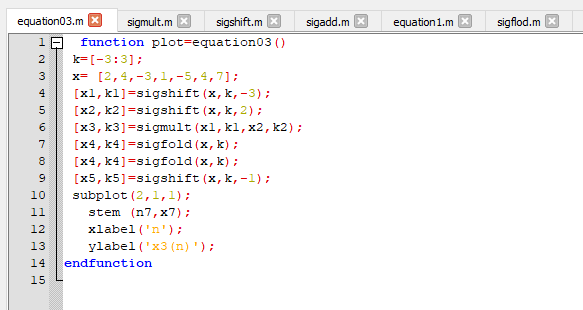 equation03.m sigmult.m sigshift.m sigadd.m equation1.m sigflod.m
1 function plot=equation03()
2 k=[-3:3];
3 x= [2,4,-3,1,-5,4,7];
4 [x1,k1]=sigshift(x,k,-3);
5 [x2,k2]=sigshift(x,k,2);
6 [x3,k3]=sigmult(x1,k1,x2,k2);
7 [x4,k4]=sigfold(x,k);
8 [x4,k4]=sigfold(x,k);
9 [x5,k5]=sigshift(x,k,-1);
10 subplot(2,1,1);
11 stem (n7,x7);
12 xlabel('n');
13 ylabel('x3(n)');
14 endfunction
15